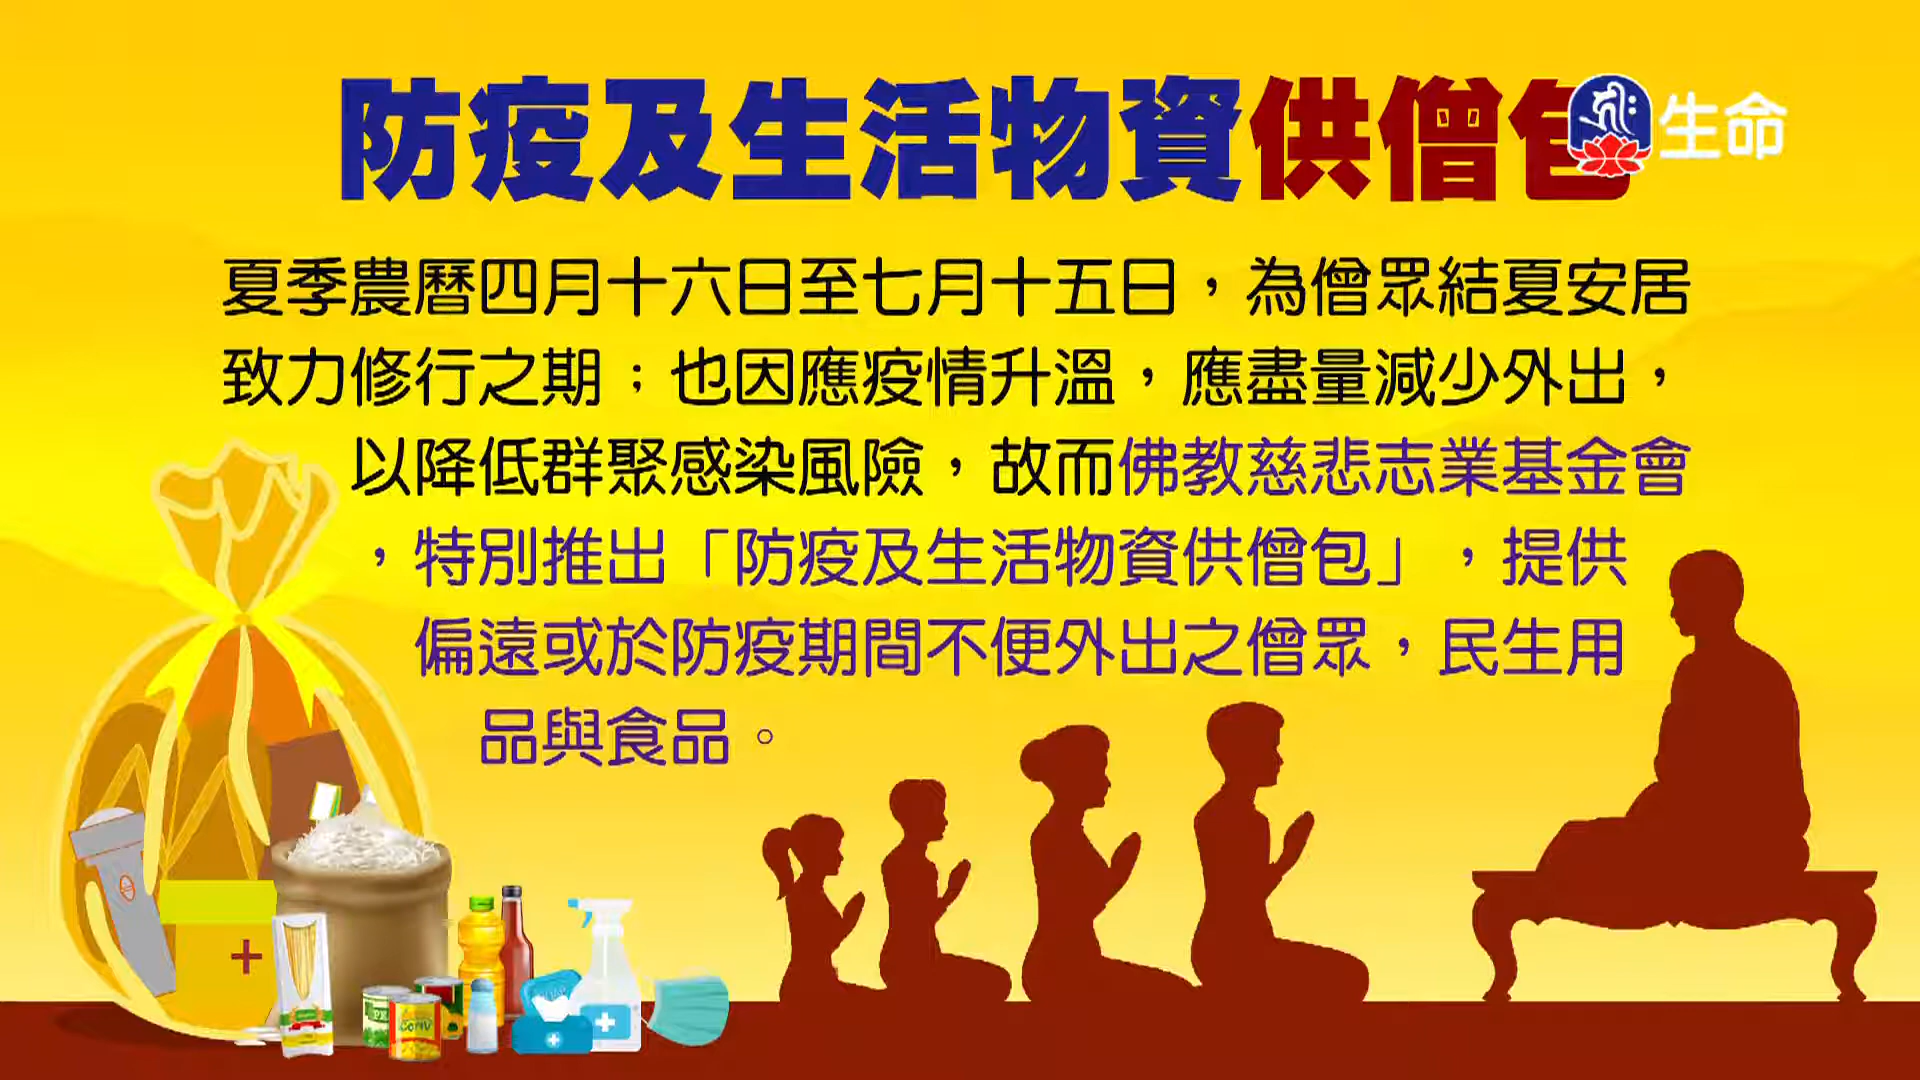 防疫及生活物資供僧包
生命
夏季農曆四月十六日至七月十五日，為僧眾結夏安居
致力修行之期；也因應疫情升溫，應盡量減少外出，
以降低群聚感染風險，故而佛教慈悲志業基金會
，特別推出「防疫及生活物資供僧包」，提供
偏遠或於防疫期間不便外出之僧眾，民生用
品與食品。